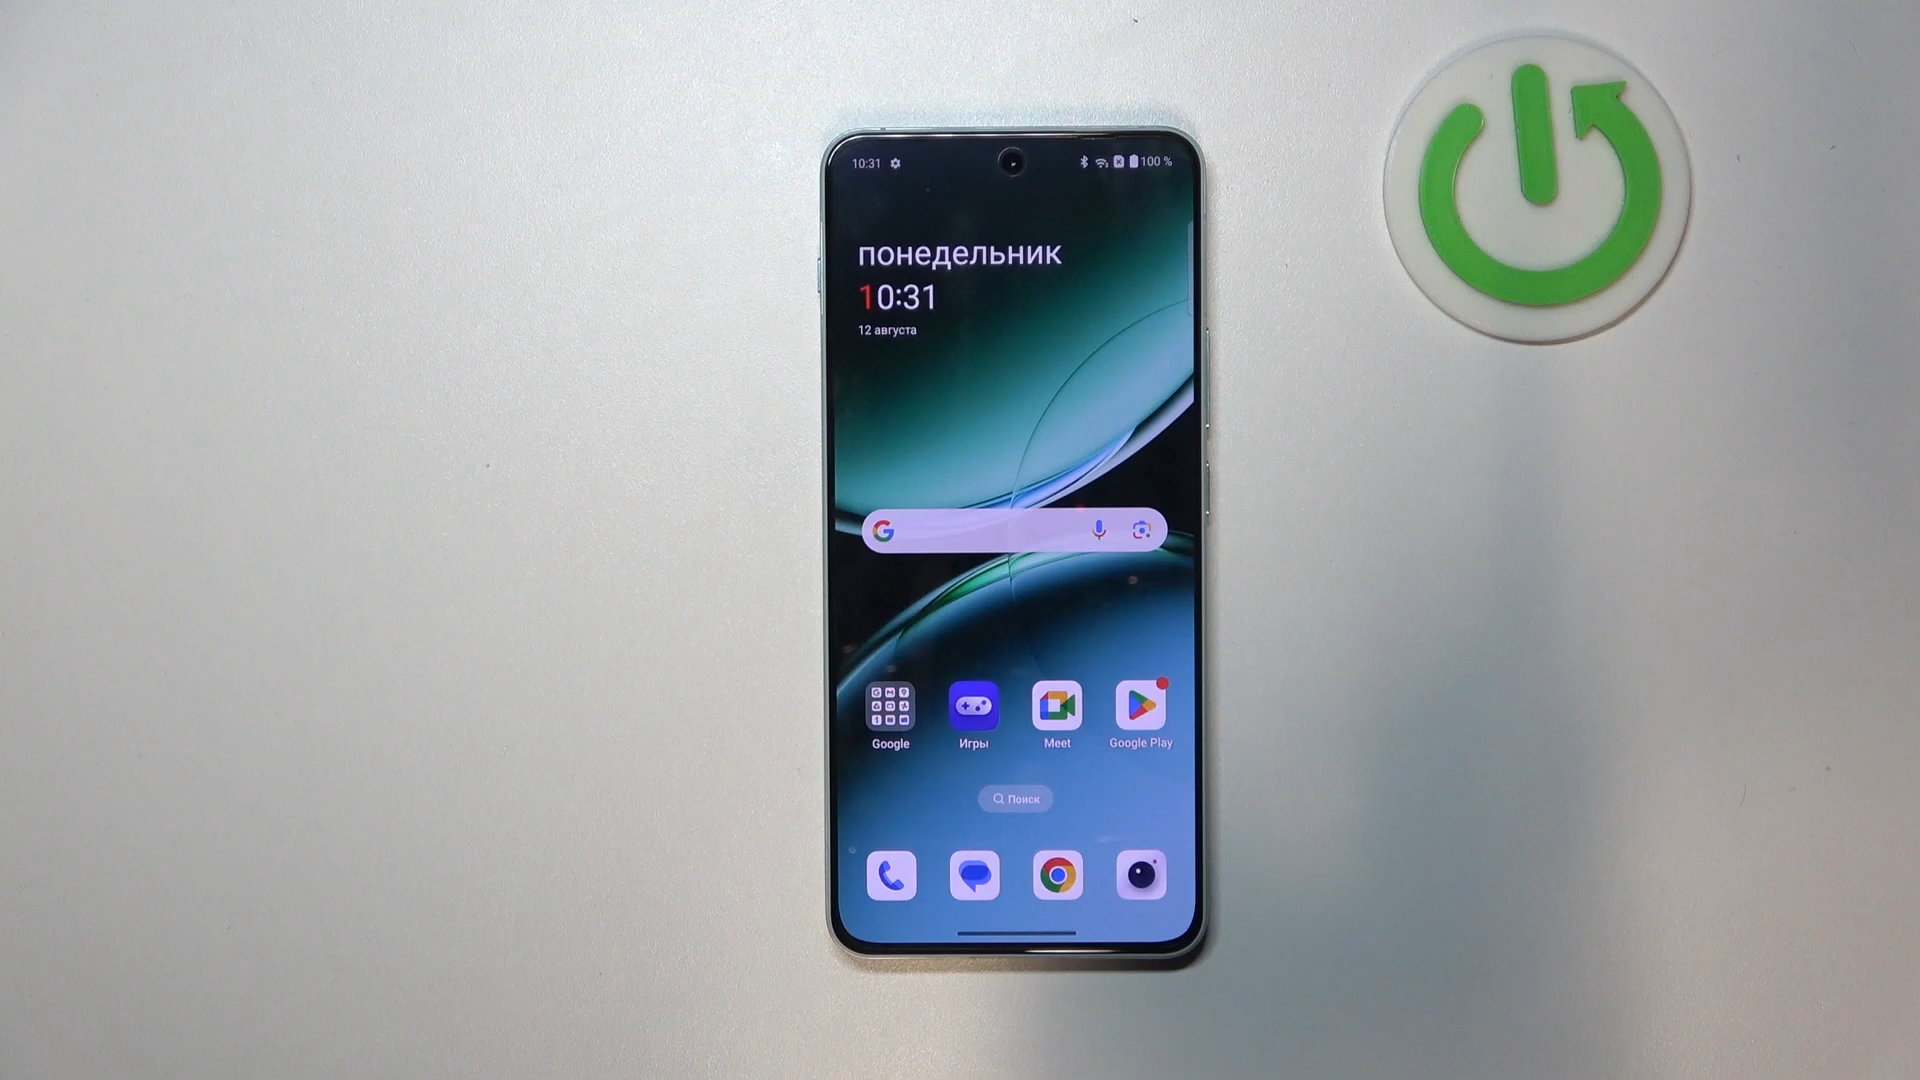 10:31
100 %
понедельник
10:31
12 августа
Google
Игры
Meet
Google Play
Поиск